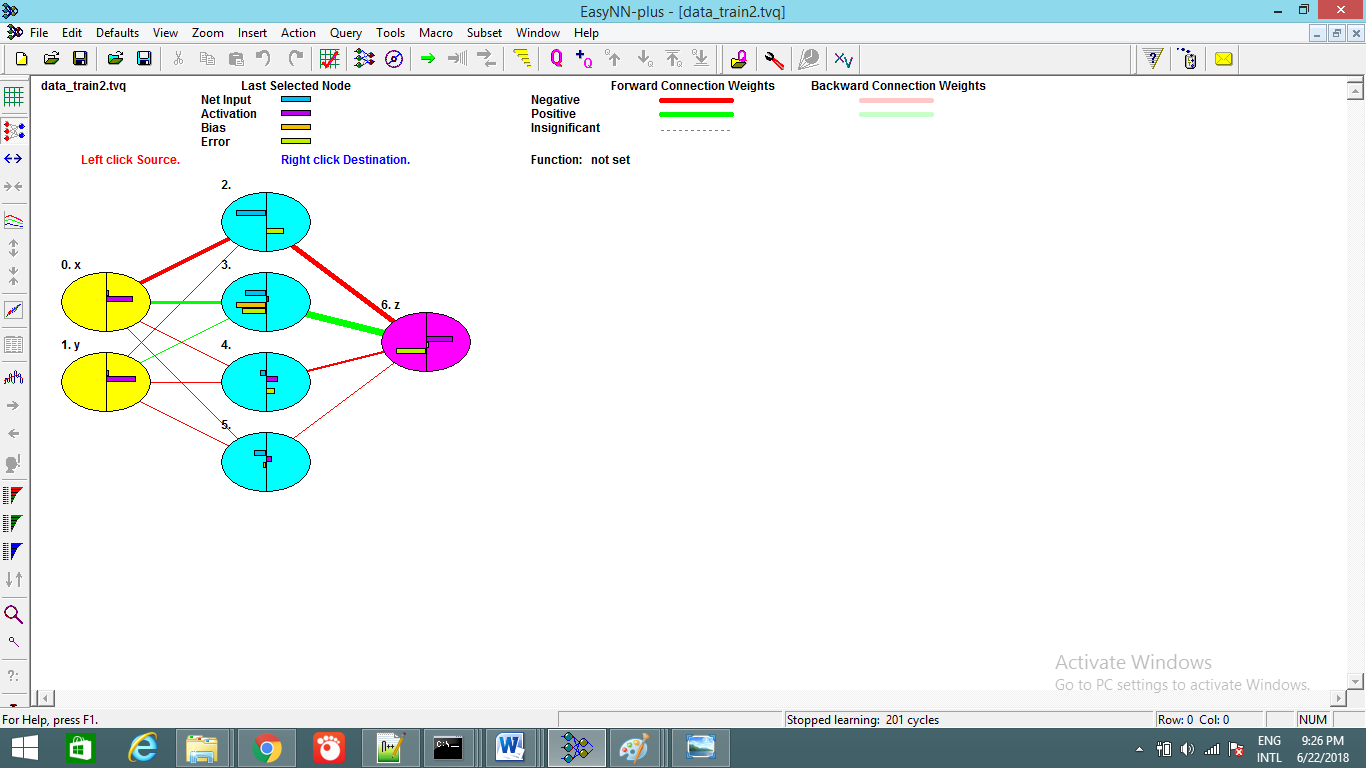 EasyNN-plus - [data_train2.tvq]
File Edit Defaults View Zoom Insert Action Query Tools Macro Subset Window Help
data_train2.tvq Last Selected Node Forward Connection Weights Backward Connection Weights
Net Input Negative
Activation Positive
Bias Insignificant
Error
Left click Source. Right click Destination. Function: not set
2.
0. x 3.
6. z
1. y 4.
5.
?:
Activate Windows
Go to PC settings to activate Windows.
For Help, press F1. Stopped learning: 201 cycles Row: 0 Col: 0 NUM
ENG 9:26 PM
INTL 6/22/2018